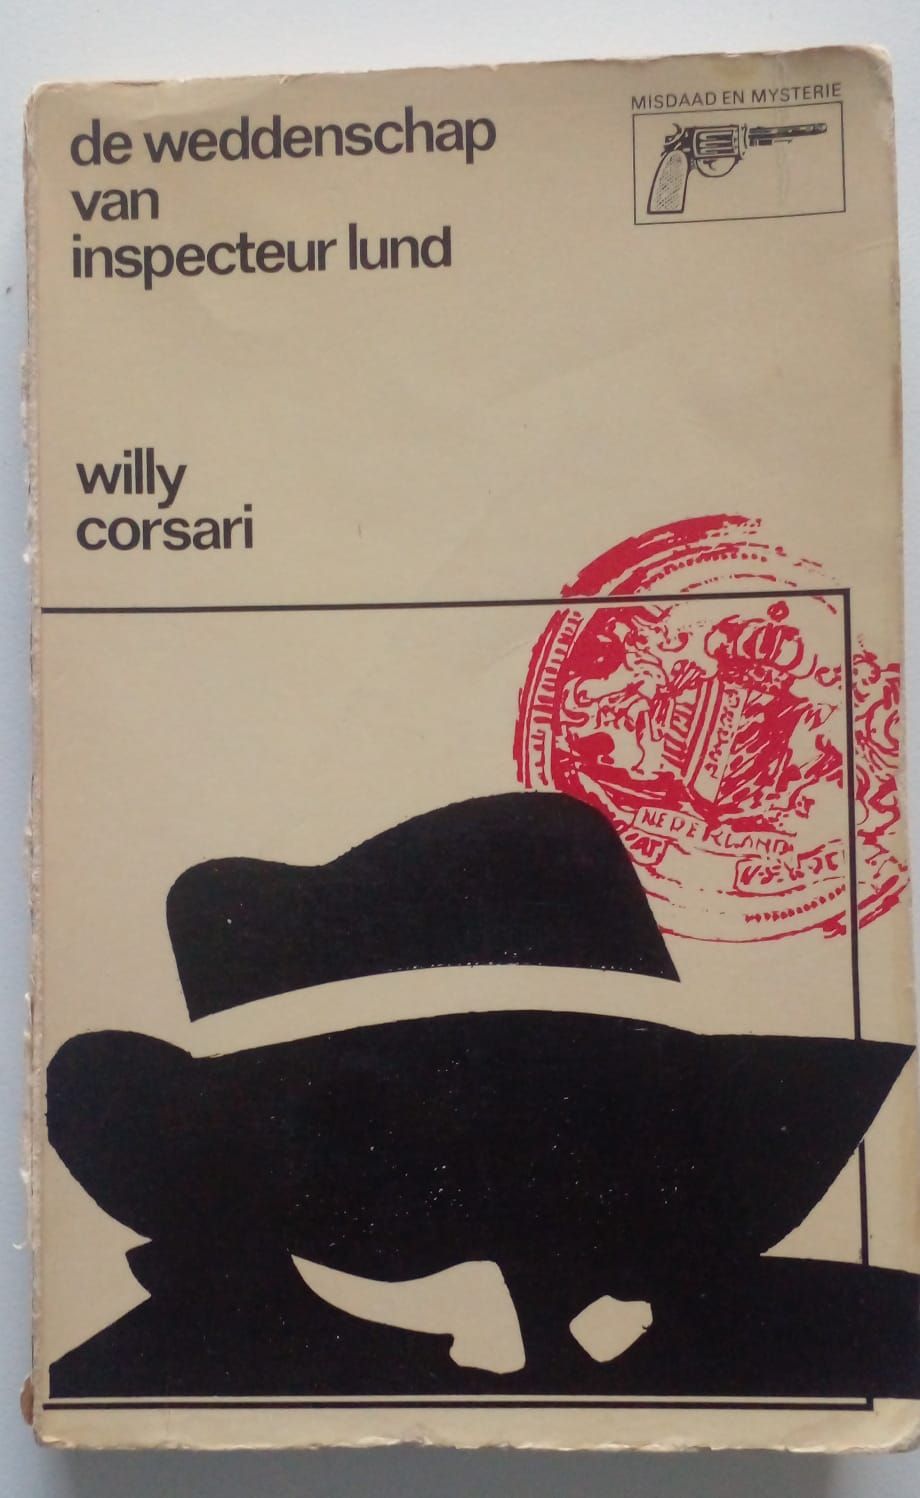 de weddenschap
van
inspecteur lund
MISDAAD EN MYSTERIE
willy
corsari
NEDERLAND